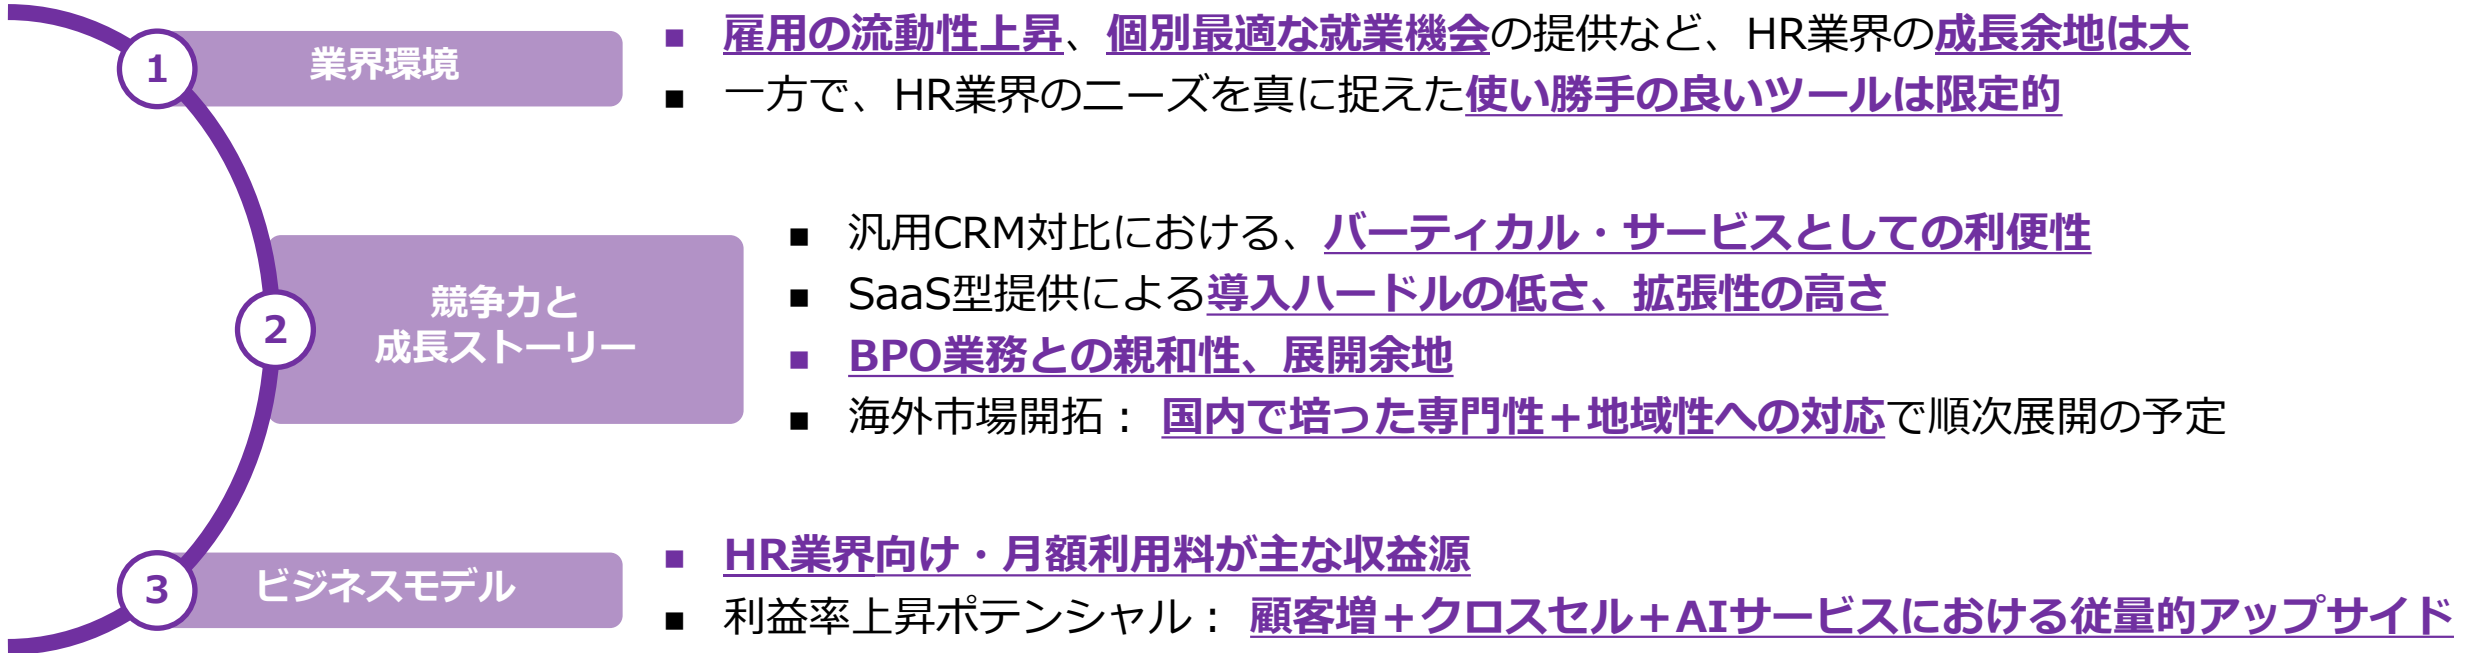 1
業界環境
■ 雇用の流動性上昇、個別最適な就業機会の提供など、HR業界の成長余地は大
■ 一方で、HR業界のニーズを真に捉えた使い勝手の良いツールは限定的
2
競争力と
成長ストーリー
■ 汎用CRM対比における、バーティカル・サービスとしての利便性
■ SaaS型提供による導入ハードルの低さ、拡張性の高さ
■ BPO業務との親和性、展開余地
■ 海外市場開拓： 国内で培った専門性＋地域性への対応で順次展開の予定
3
ビジネスモデル
■ HR業界向け・月額利用料が主な収益源
■ 利益率上昇ポテンシャル： 顧客増＋クロスセル＋AIサービスにおける従量的アップサイド